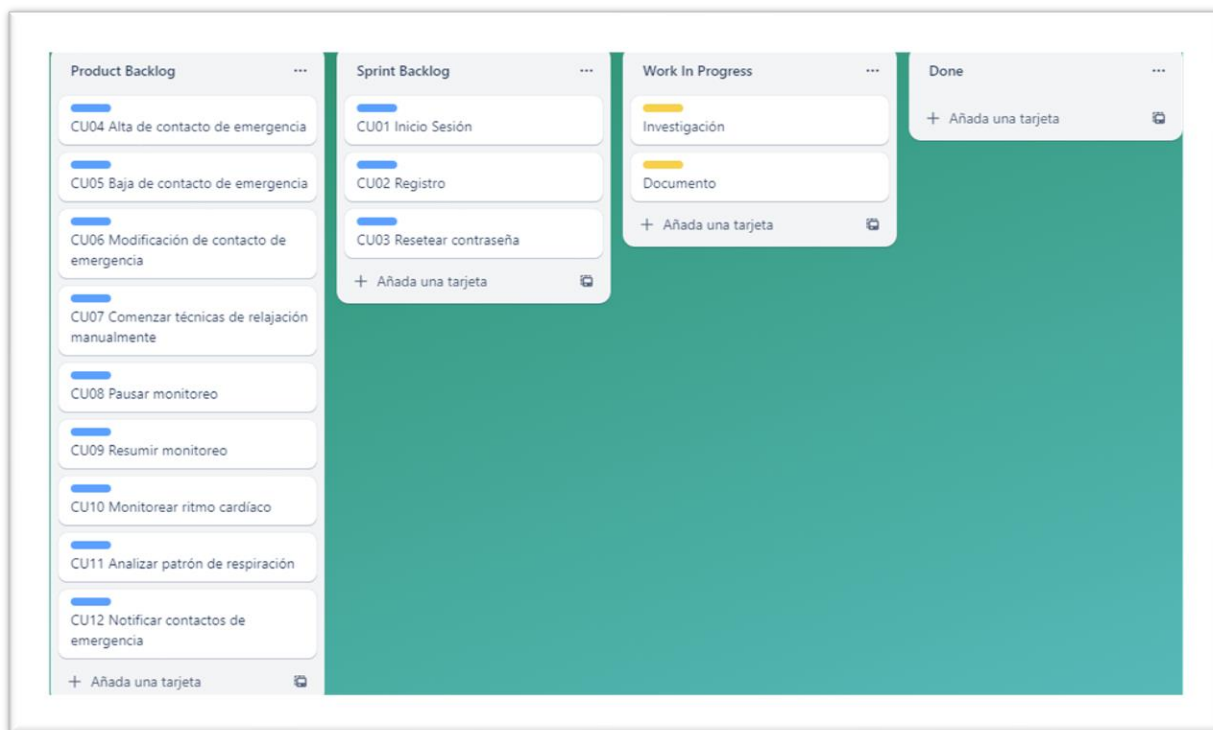 Product Backlog
CU04 Alta de contacto de emergencia
CU05 Baja de contacto de emergencia
CU06 Modificación de contacto de
emergencia
CU07 Comenzar técnicas de relajación
manualmente
CU08 Pausar monitoreo
CU09 Resumir monitoreo
CU10 Monitorear ritmo cardíaco
CU11 Analizar patrón de respiración
CU12 Notificar contactos de
emergencia
+ Añada una tarjeta
Sprint Backlog
CU01 Inicio Sesión
CU02 Registro
CU03 Resetear contraseña
+ Añada una tarjeta
Work In Progress
Investigación
Documento
+ Añada una tarjeta
Done
+ Añada una tarjeta